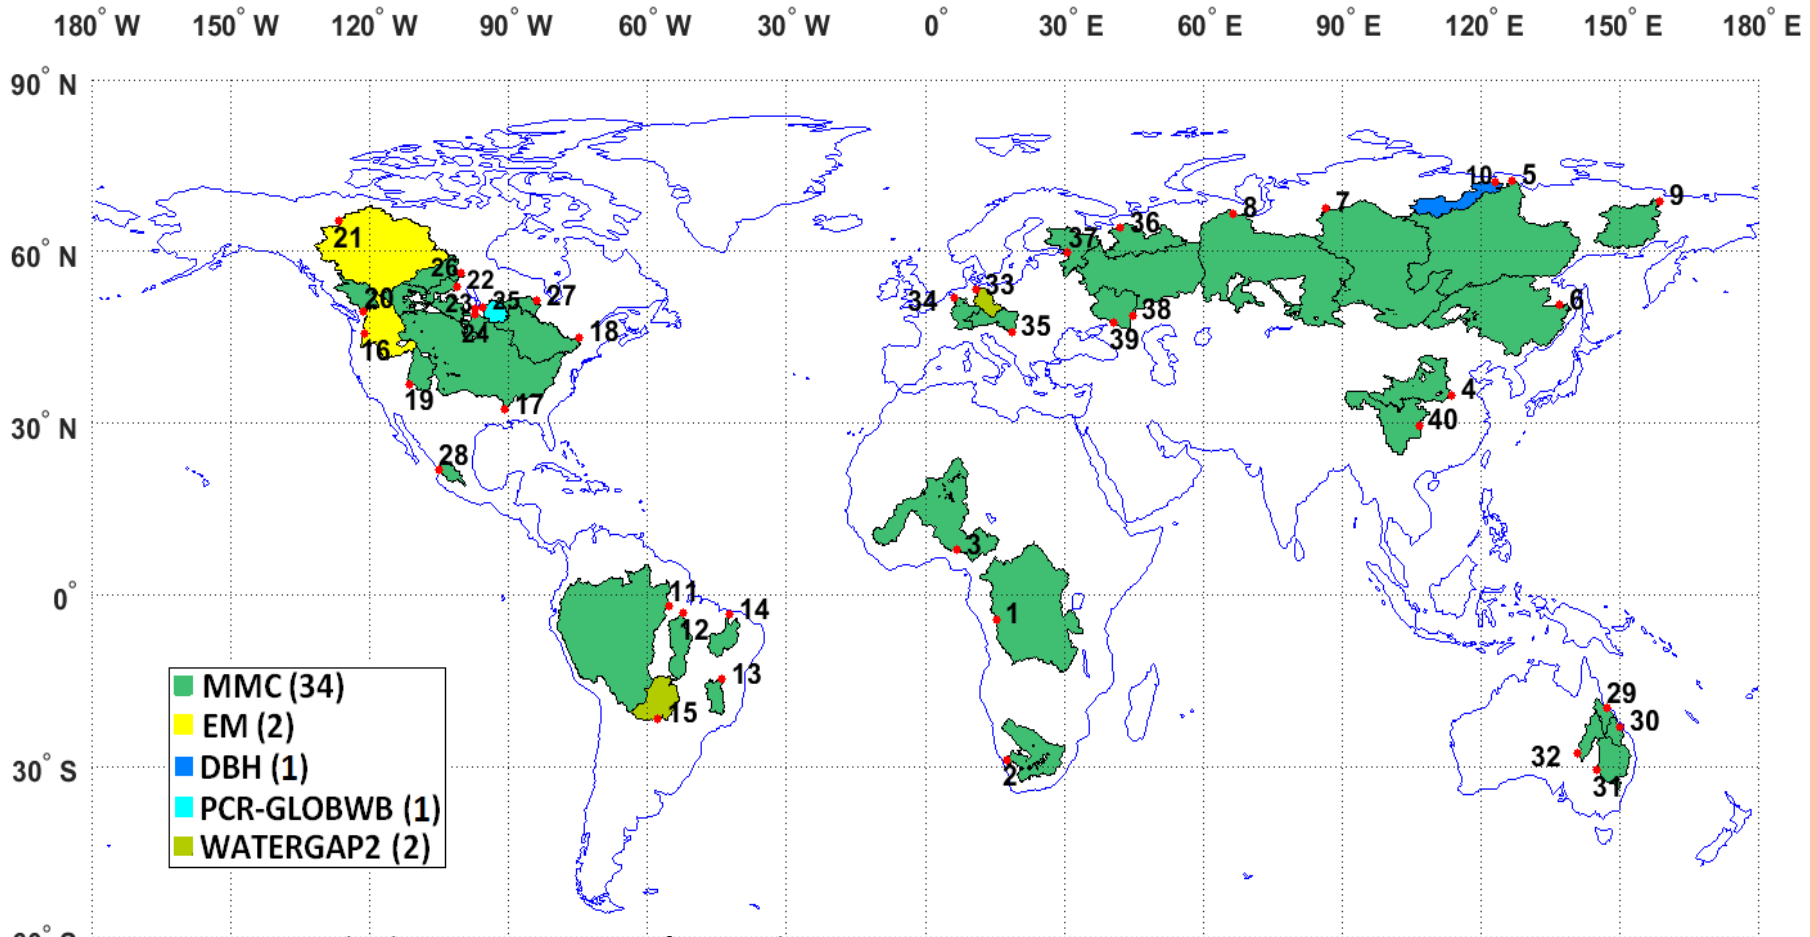 180° W 150° W 120° W 90° W 60° W 30° W 0° 30° E 60° E 90° E 120° E 150° E 180° E
90° N
10 5
7 9
8
36
21 37
60° N
26 22
33
20 23 25 27 34 6
38
24 18 35
16 39
19 17 4
30° N 40
28
3
0° 11
14
1
12
13
MMC (34)
29
15 30
EM (2)
32
DBH (1)
30° S 2
31
PCR-GLOBWB (1)
WATERGAP2 (2)